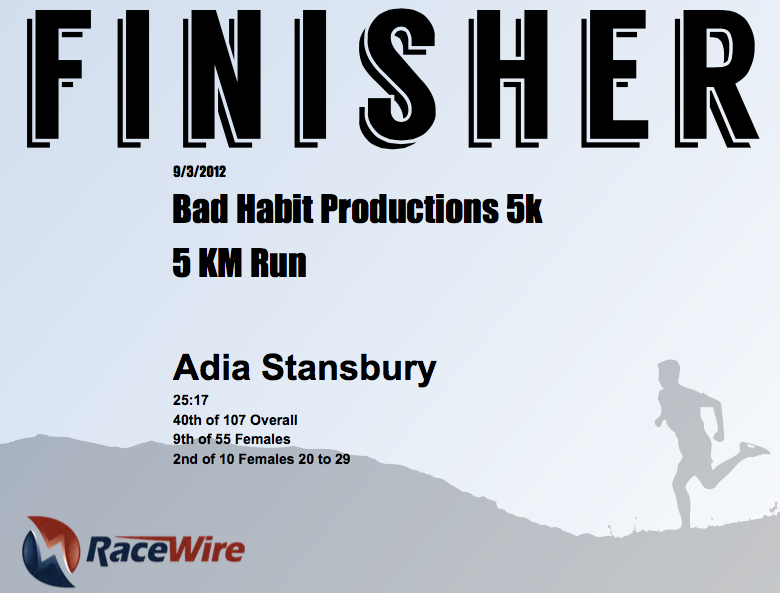 FINISHER
9/3/2012
Bad Habit Productions 5k
5 KM Run
Adia Stansbury
25:17
40th of 107 Overall
9th of 55 Females
2nd of 10 Females 20 to 29
RaceWire